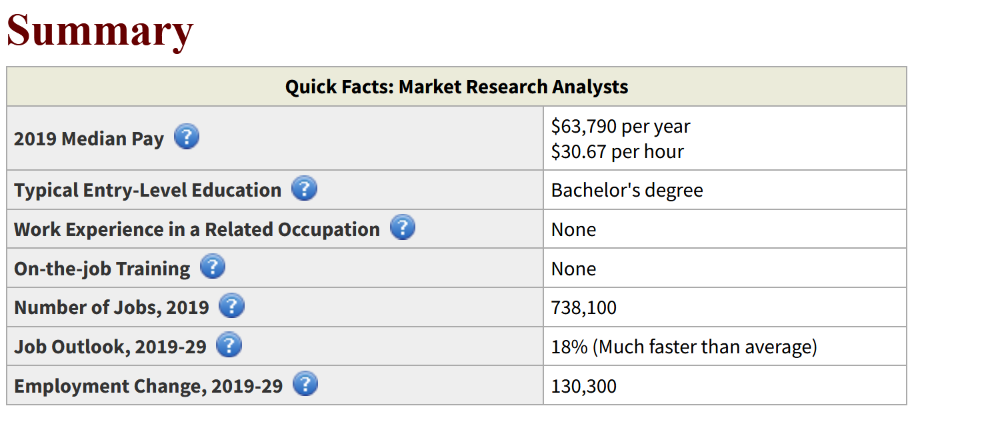 Summary
Quick Facts: Market Research Analysts
2019 Median Pay ?
$63,790 per year
$30.67 per hour
Typical Entry-Level Education ?
Bachelor's degree
Work Experience in a Related Occupation ?
None
On-the-job Training ?
None
Number of Jobs, 2019 ?
738,100
Job Outlook, 2019-29 ?
18% (Much faster than average)
Employment Change, 2019-29 ?
130,300